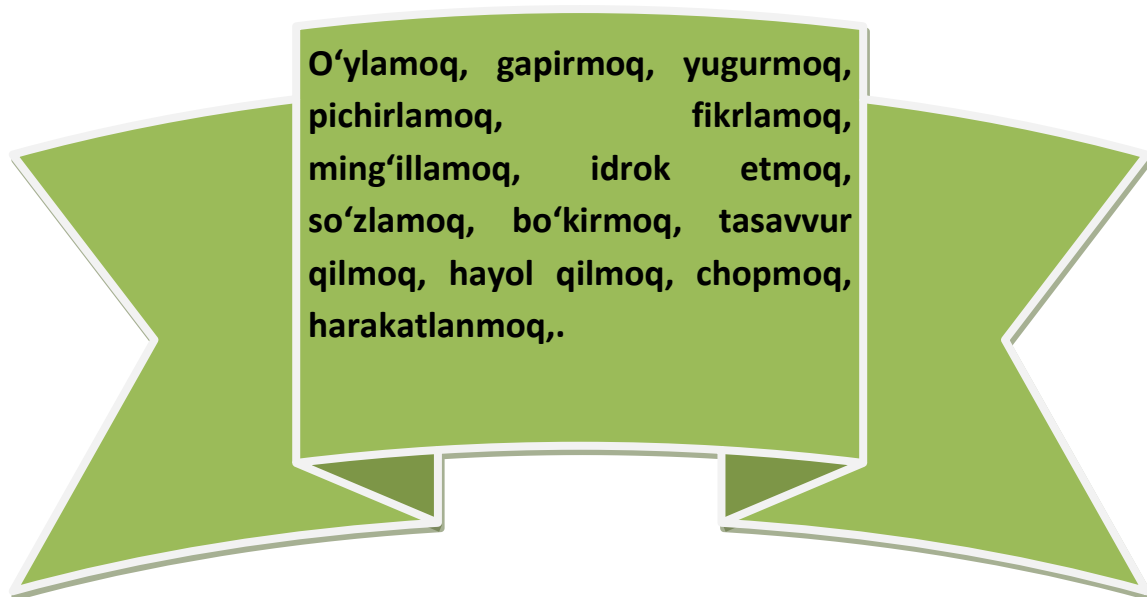 O‘ylamoq, gapirmoq, yugurmoq,
pichirlamoq, fikrlamoq,
ming‘illamoq, idrok etmoq,
so‘zlamoq, bo‘kirmoq, tasavvur
qilmoq, hayol qilmoq, chopmoq,
harakatlanmoq,.